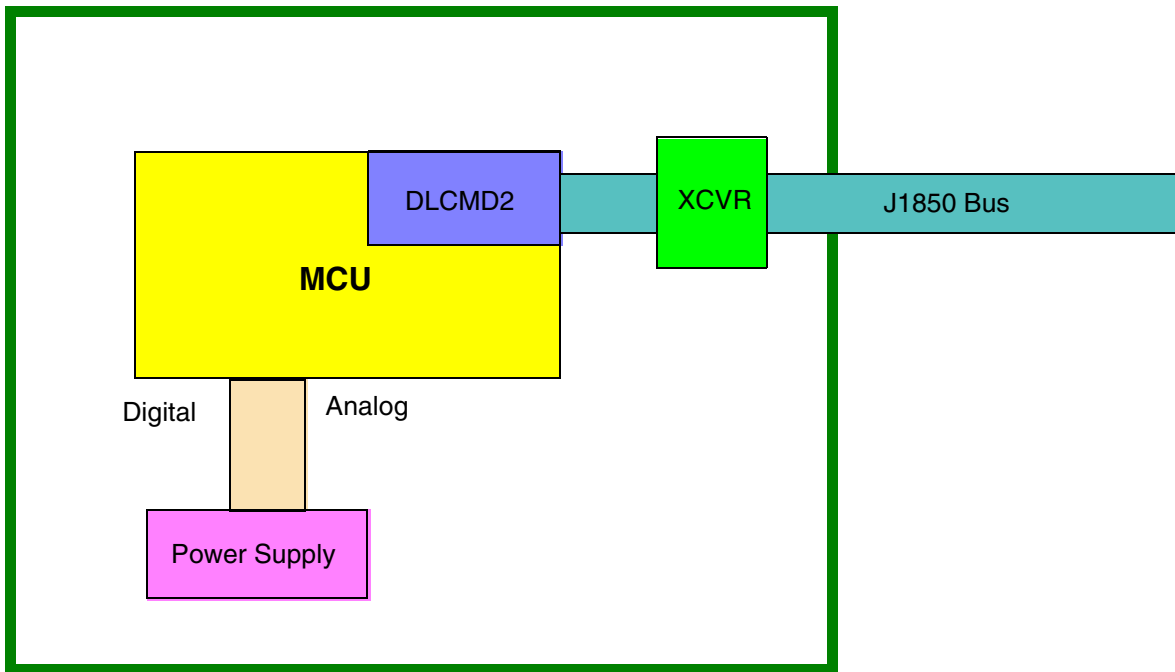 DLCMD2
XCVR
J1850 Bus
MCU
Digital
Analog
Power Supply